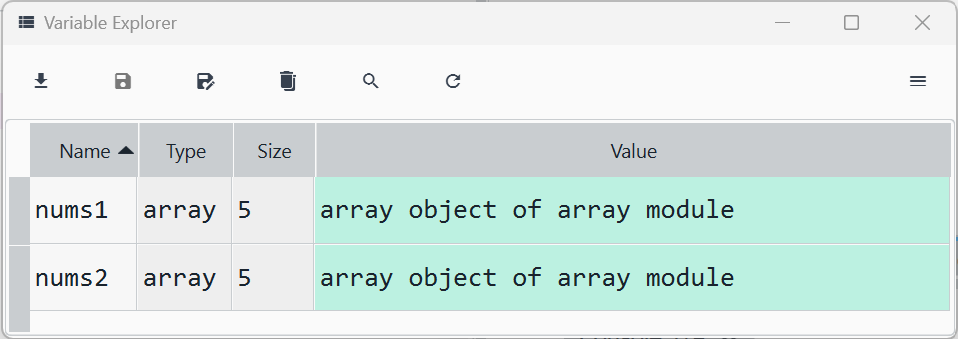 Variable Explorer
Name Type Size Value
nums1 array 5 array object of array module
nums2 array 5 array object of array module